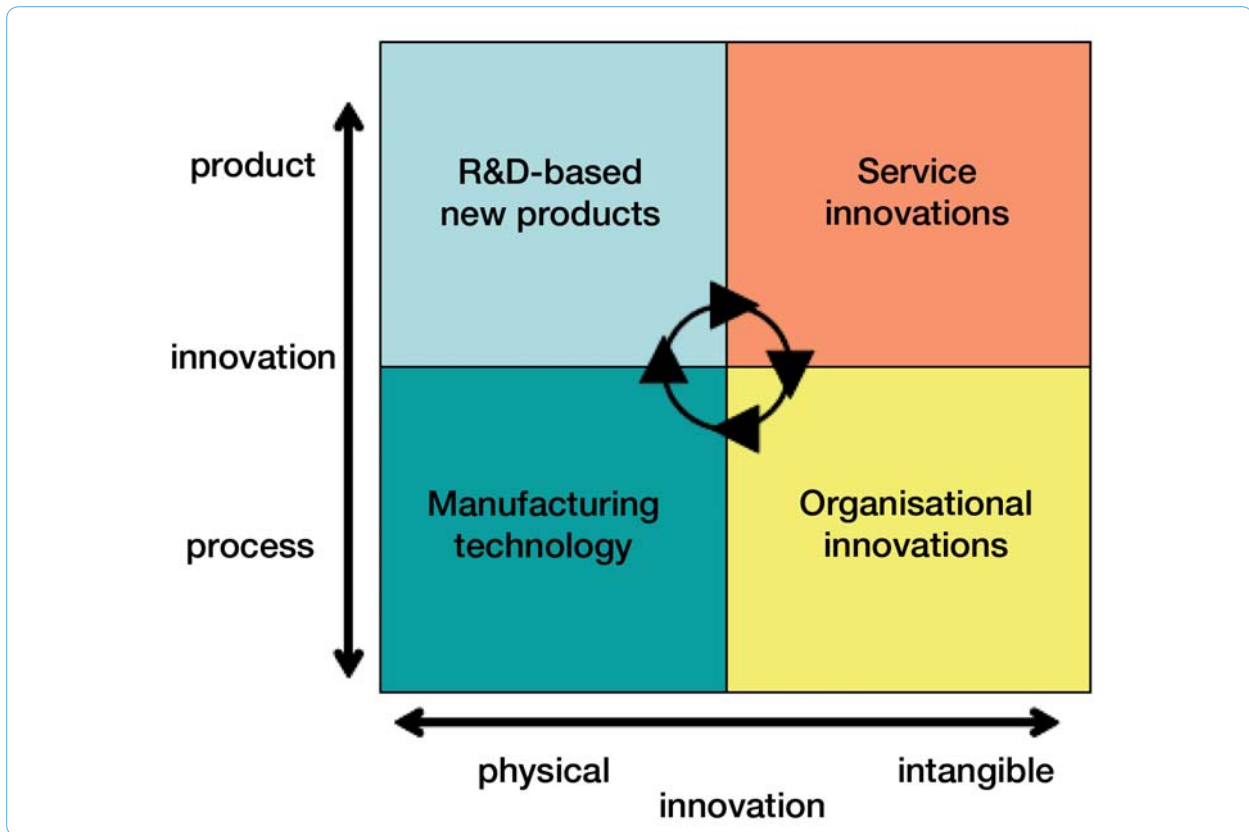 product
R&D-based
new products
Service
innovations
innovation
process
Manufacturing
technology
Organisational
innovations
physical
intangible
innovation